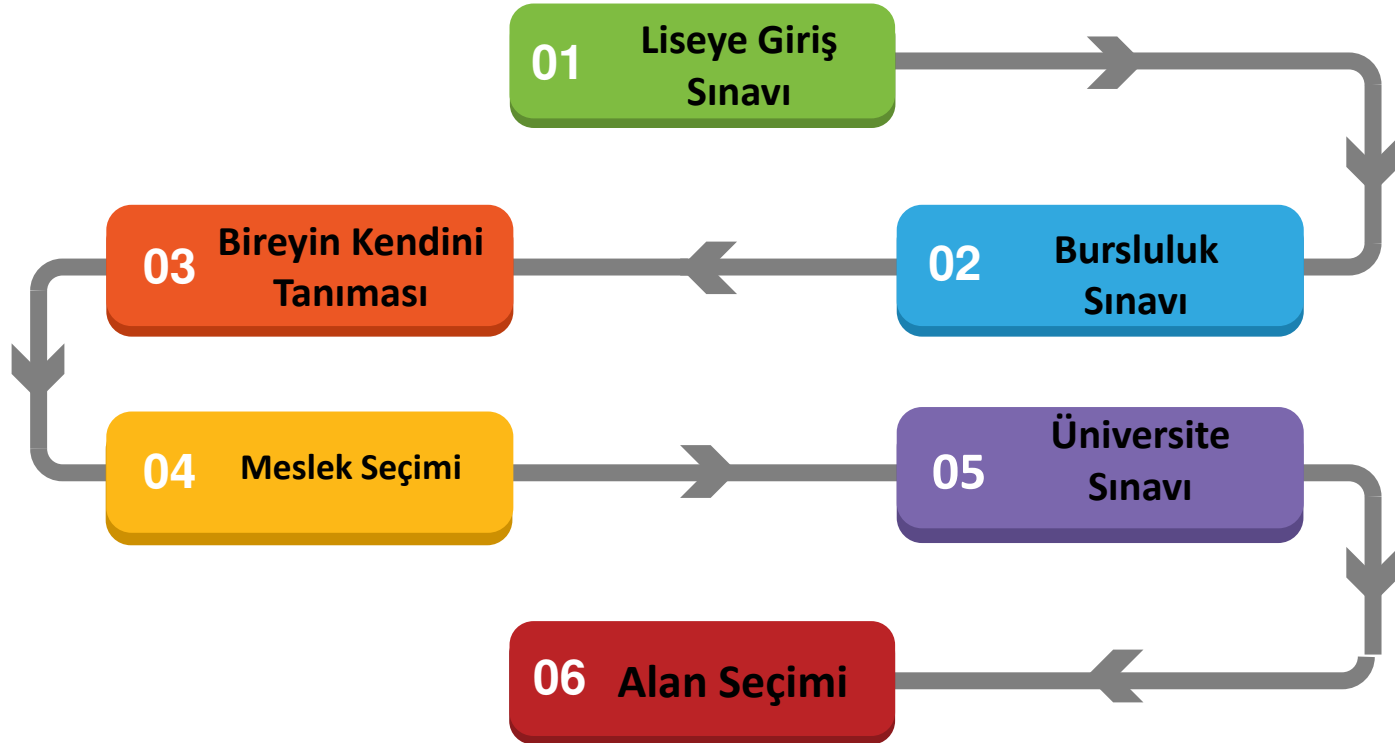 01 Liseye Giriş
Sınavı
02 Bursluluk
Sınavı
03 Bireyin Kendini
Tanıması
04 Meslek Seçimi
05 Üniversite
Sınavı
06 Alan Seçimi